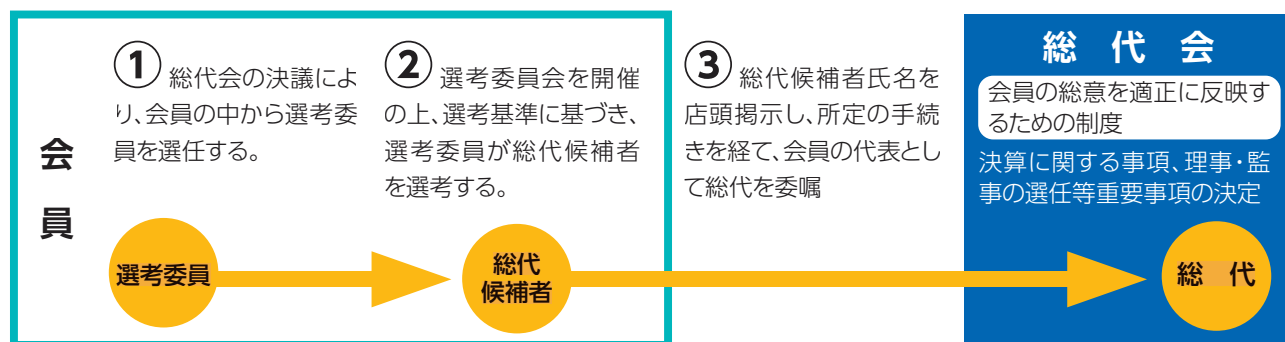 会員
① 総代会の決議によ
り、会員の中から選考委
員を選任する。
② 選考委員会を開催
の上、選考基準に基づき、
選考委員が総代候補者
を選考する。
③ 総代候補者氏名を
店頭掲示し、所定の手続
きを経て、会員の代表とし
て総代を委嘱
総代会
会員の総意を適正に反映す
るための制度
決算に関する事項、理事・監
事の選任等重要事項の決定
選考委員
総代
候補者
総代